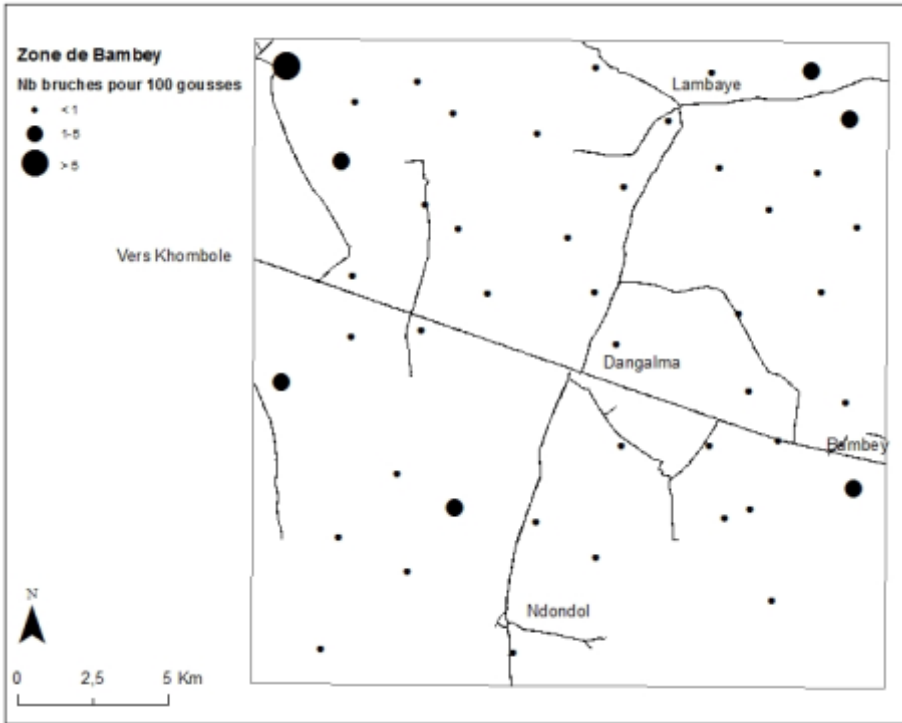 Zone de Bambey
Nb bruches pour 100 gousses
< 1
1-5
> 5
Lambaye
Vers Khombole
Dangalma
Bambey
Ndondol
N
0 2,5 5 Km